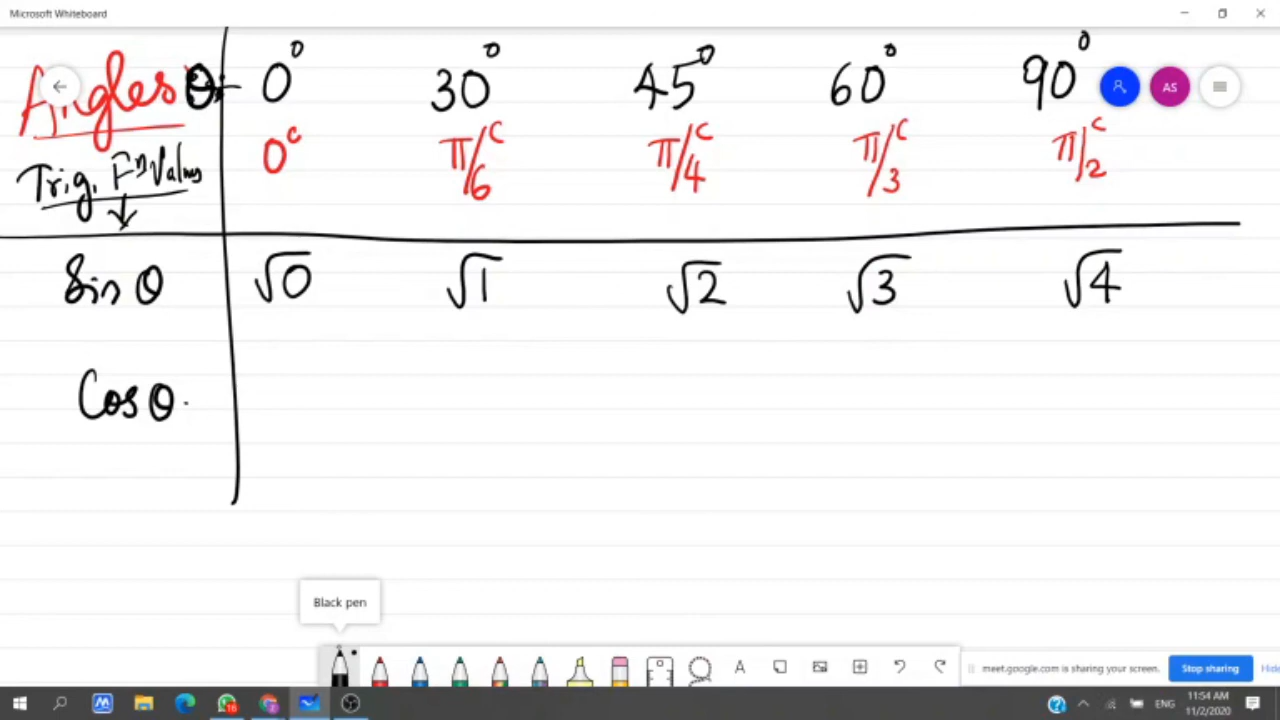 Microsoft Whiteboard
Angles θ:- 0° 30° 45° 60° 90°
0ᶜ π/6ᶜ π/4ᶜ π/3ᶜ π/2ᶜ
Trig. Fⁿ Values
↓
Sin θ √0 √1 √2 √3 √4
Cos θ.
AS
Black pen
A
meet.google.com is sharing your screen. Stop sharing Hide
ENG
11:54 AM
11/2/2020